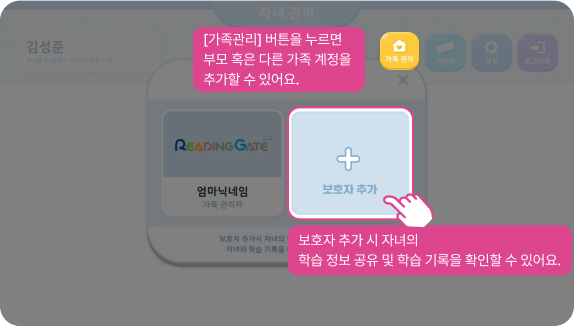 자녀 관리
김성준
[가족관리] 버튼을 누르면
부모 혹은 다른 가족 계정을
추가할 수 있어요.
가족 관리
설정
로그아웃
READINGGATE
엄마닉네임
가족 관리자
보호자 추가
보호자 추가시 자녀의
자녀의 학습 기록을
보호자 추가 시 자녀의
학습 정보 공유 및 학습 기록을 확인할 수 있어요.